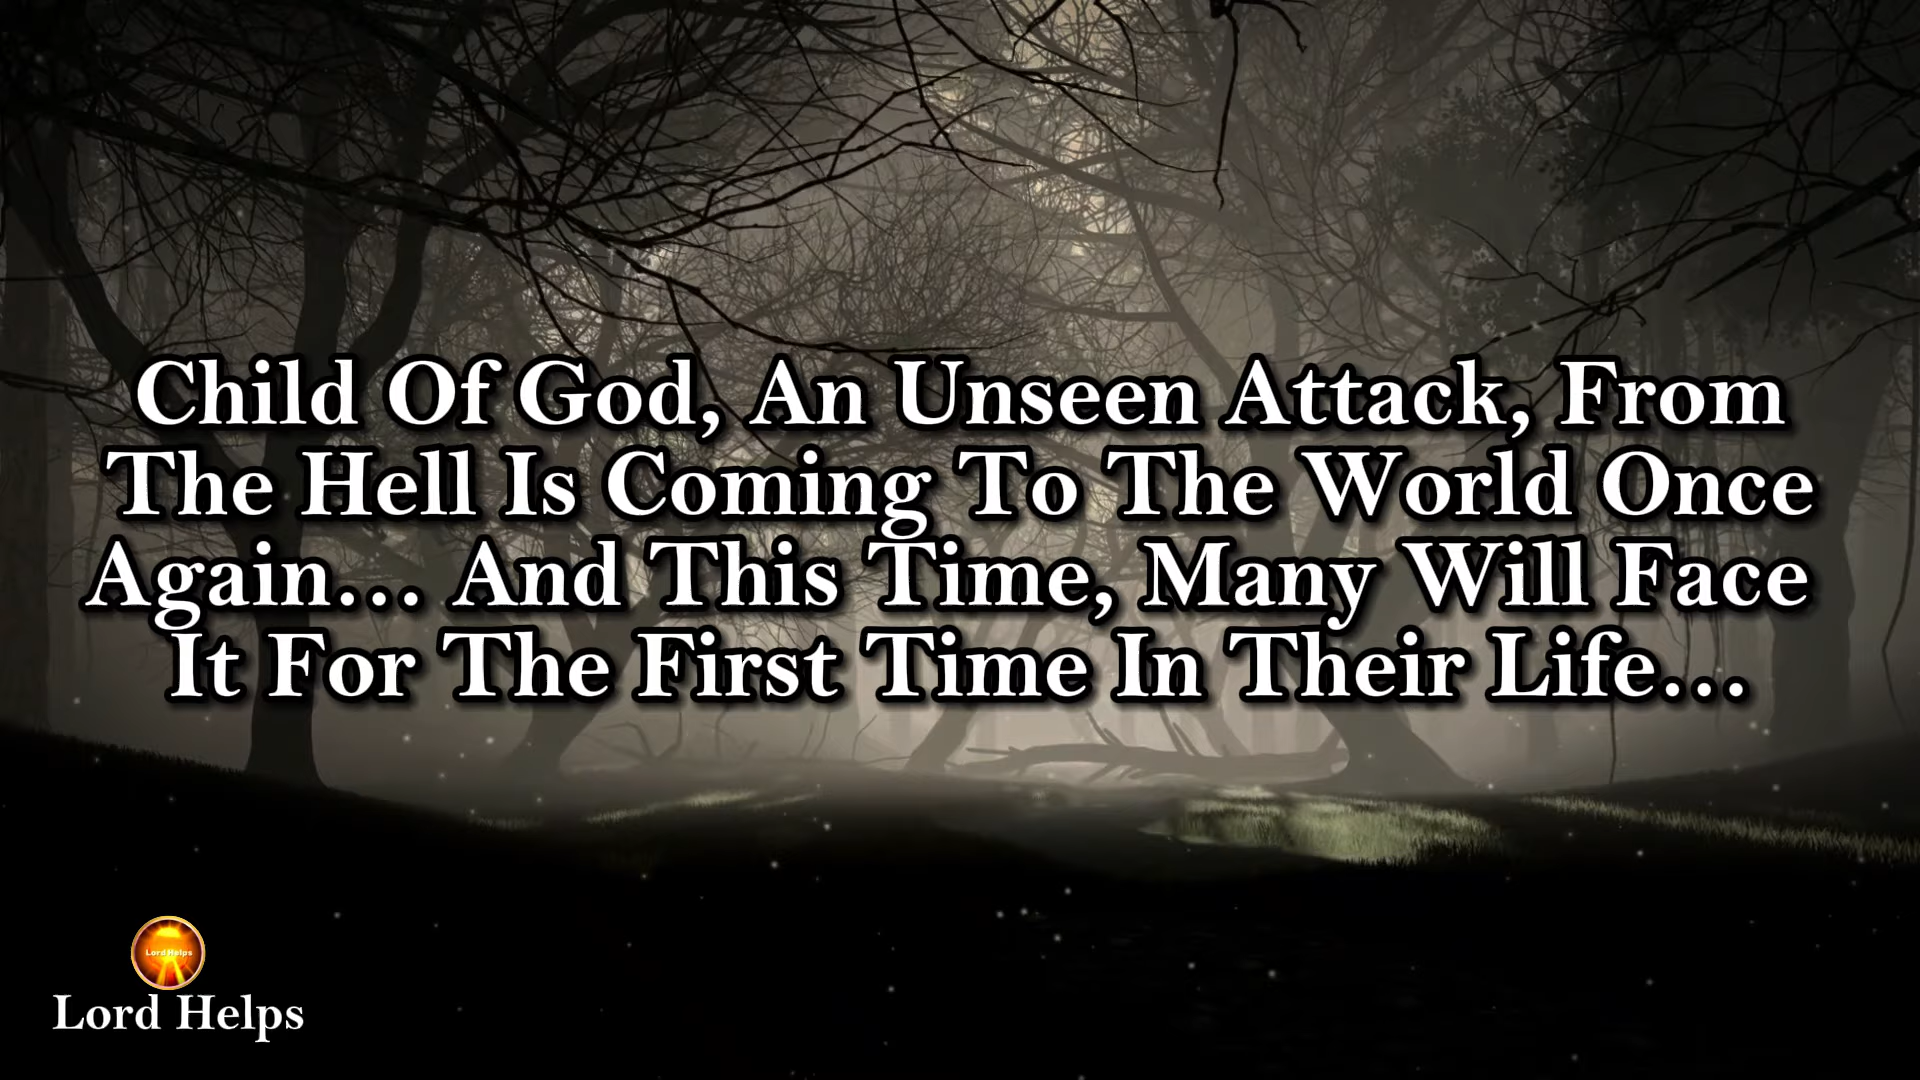 Child Of God, An Unseen Attack, From
The Hell Is Coming To The World Once
Again... And This Time, Many Will Face
It For The First Time In Their Life...
Lord Helps
Lord Helps